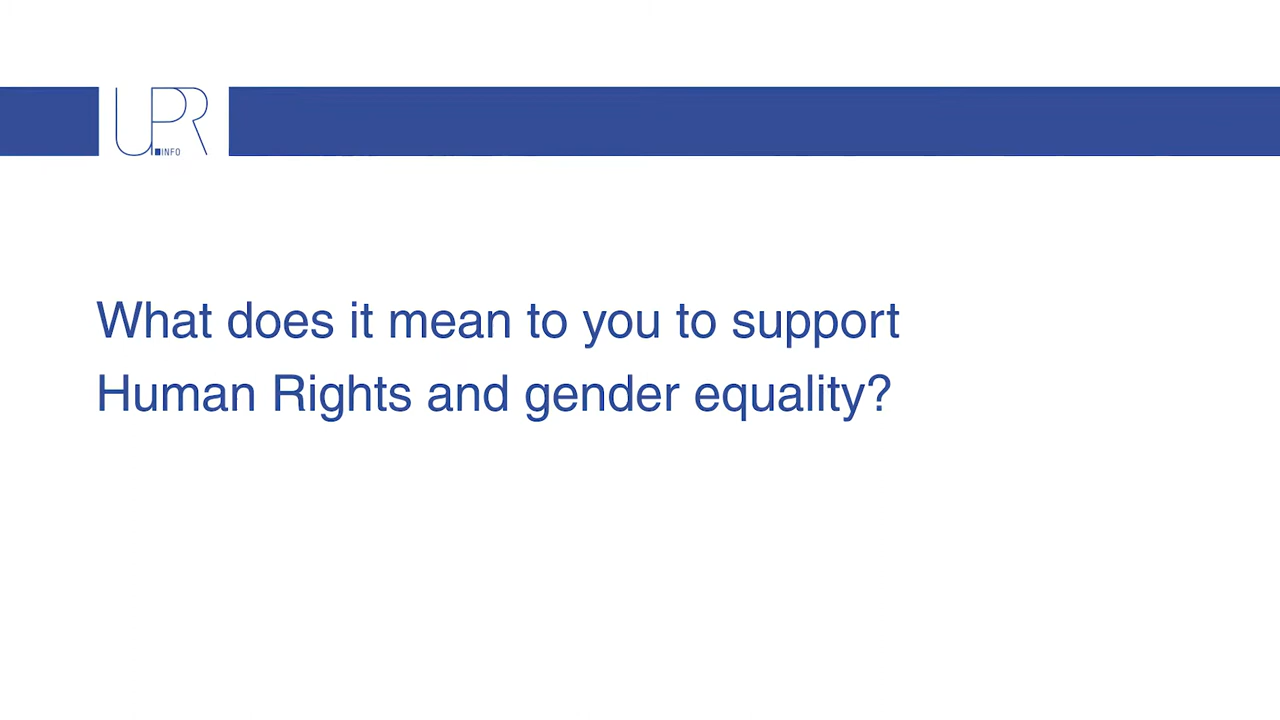 UPR
INFO
What does it mean to you to support
Human Rights and gender equality?